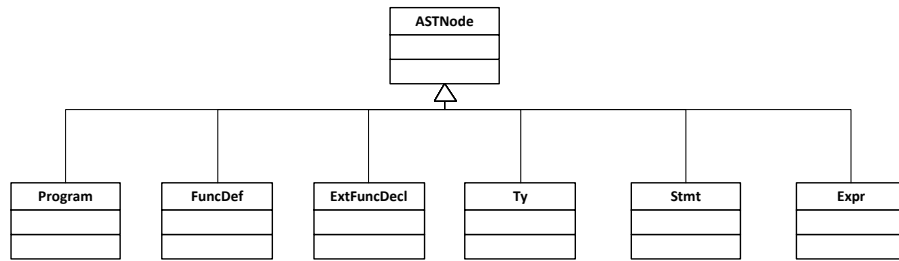 ASTNode
Program
FuncDef
ExtFuncDecl
Ty
Stmt
Expr